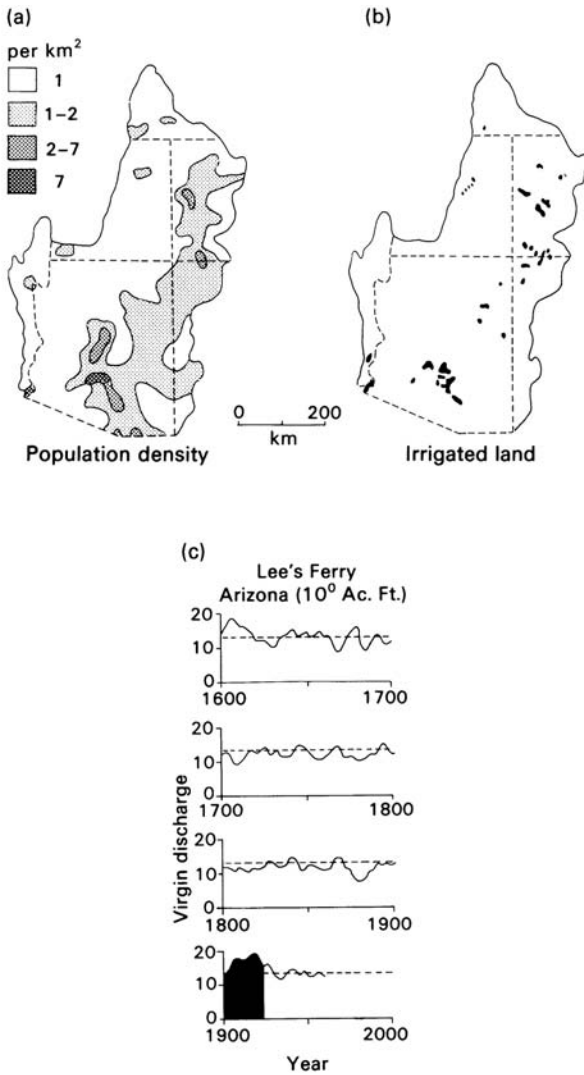 (a)
per km²
1
1–2
2–7
7
Population density
0 200
km
(b)
Irrigated land
(c)
Lee's Ferry
Arizona (10⁰ Ac. Ft.)
Virgin discharge
20
10
0
1600 1700
20
10
0
1700 1800
20
10
0
1800 1900
20
10
0
1900 2000
Year